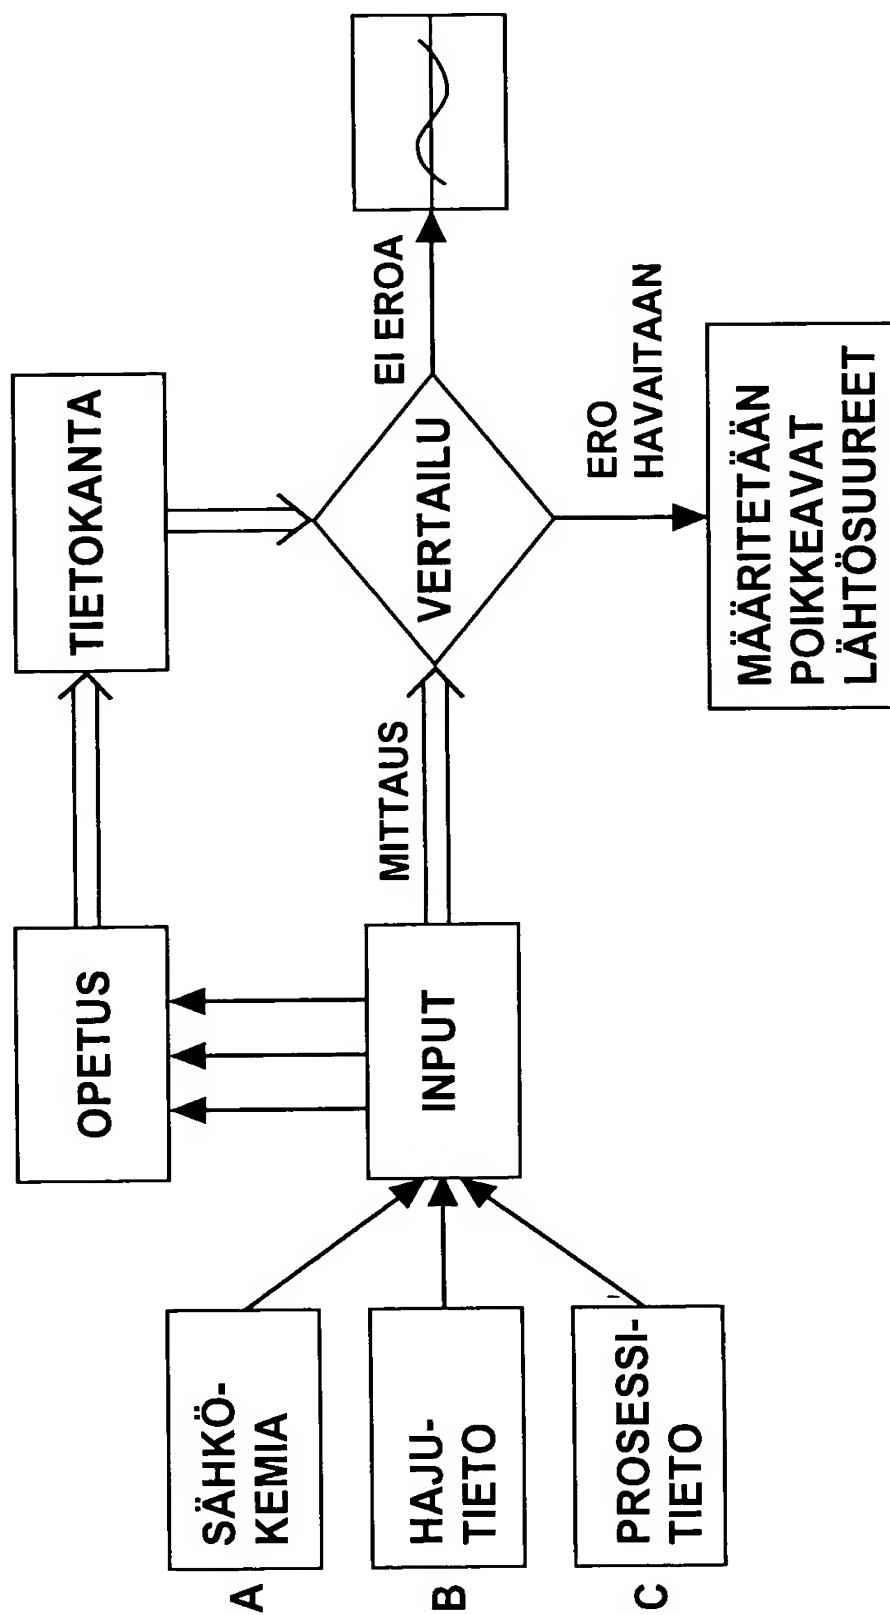 A
SÄHKÖ-
KEMIA
B
HAJU-
TIETO
C
PROSESSI-
TIETO
INPUT
OPETUS
TIETOKANTA
MITTAUS
VERTAILU
EI EROA
ERO
HAVAITAAN
MÄÄRITETÄÄN
POIKKEAVAT
LÄHTÖSUUREET